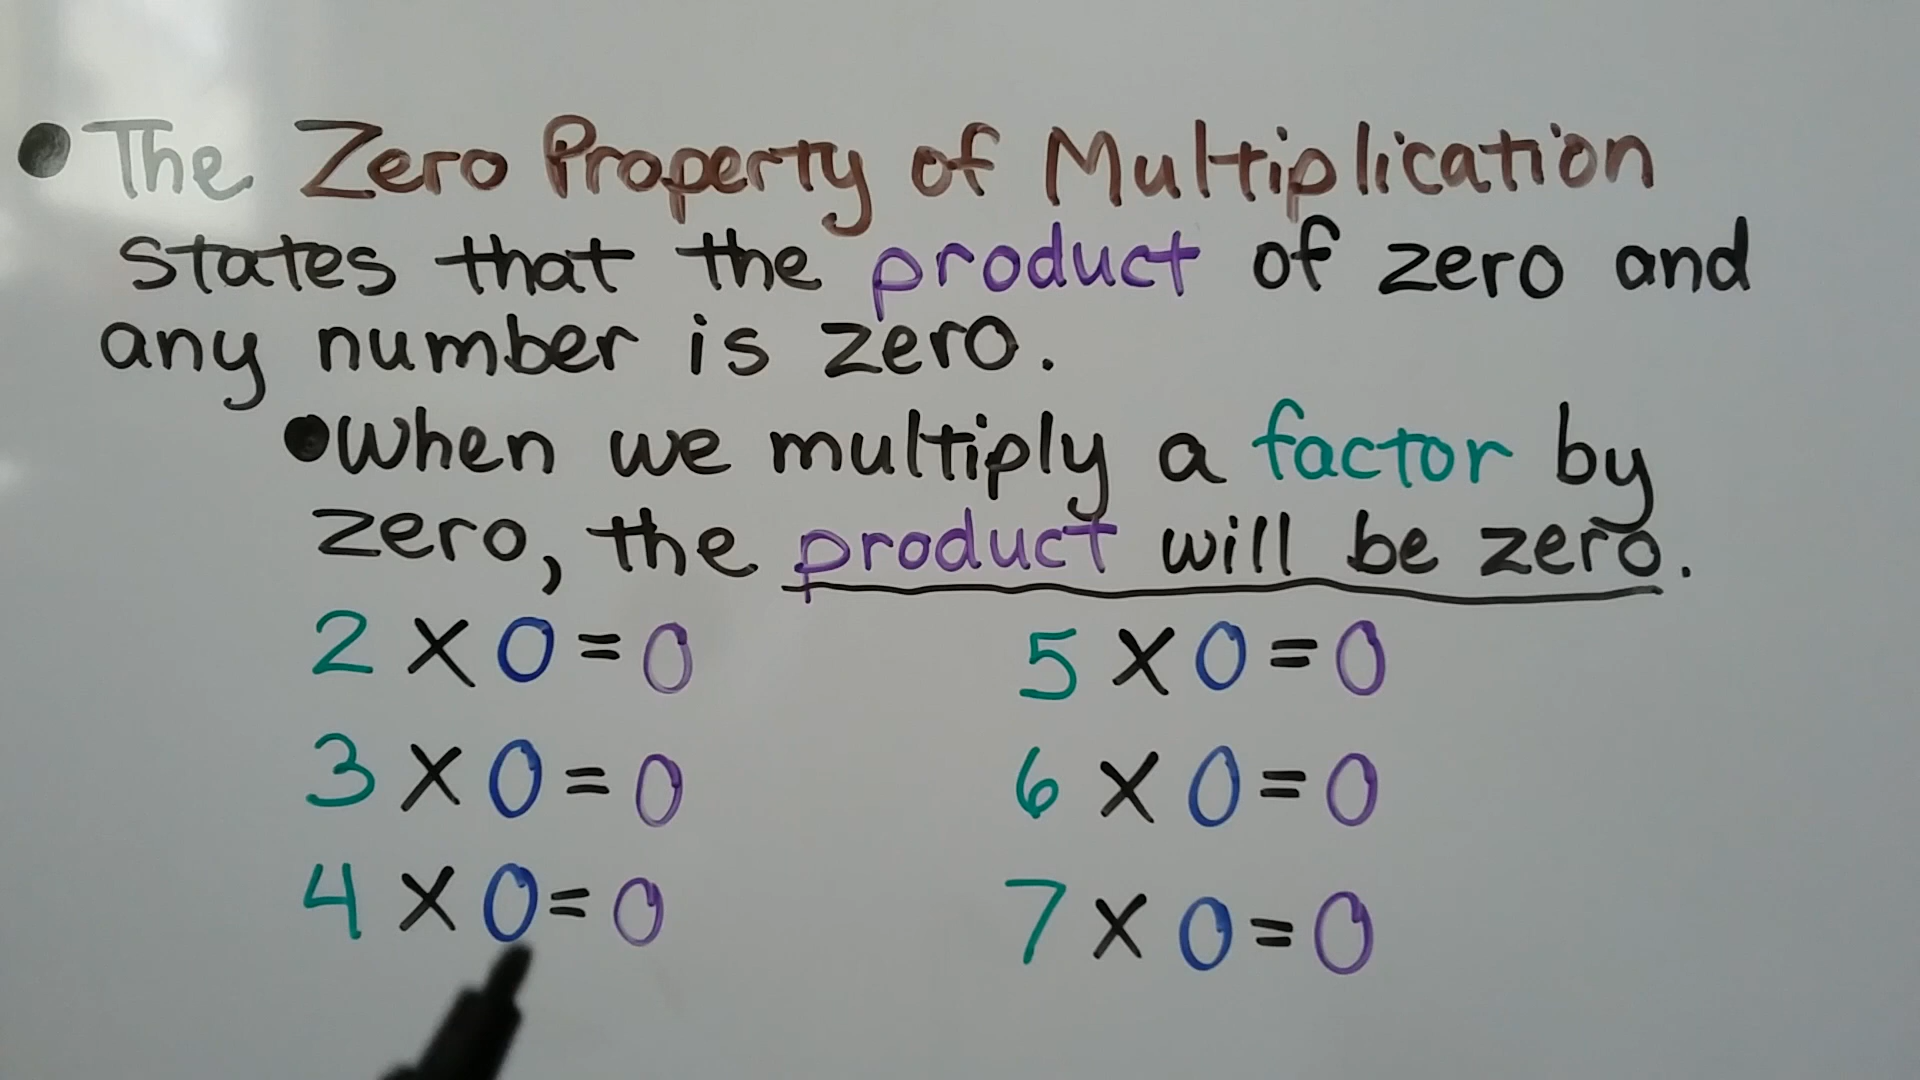 • The Zero Property of Multiplication
states that the product of zero and
any number is zero.
• When we multiply a factor by
zero, the product will be zero.
2 × 0 = 0 5 × 0 = 0
3 × 0 = 0 6 × 0 = 0
4 × 0 = 0 7 × 0 = 0